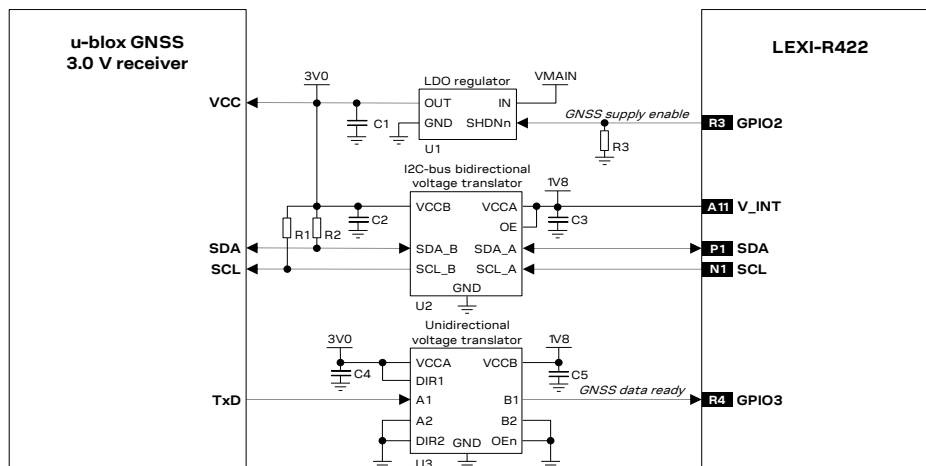 u-blox GNSS
3.0 V receiver
LEXI-R422
3V0
LDO regulator
VMAIN
VCC
OUT
IN
GNSS supply enable
C1
GND
SHDNn
R3 GPIO2
U1
R3
I2C-bus bidirectional
voltage translator
1V8
VCCB
VCCA
A11 V_INT
C2
C3
R1
R2
OE
SDA
SDA_B
SDA_A
P1 SDA
SCL
SCL_B
SCL_A
N1 SCL
GND
U2
Unidirectional
voltage translator
3V0
1V8
VCCA
VCCB
C4
C5
DIR1
GNSS data ready
TxD
A1
B1
R4 GPIO3
A2
B2
DIR2
GND
OEn
U3